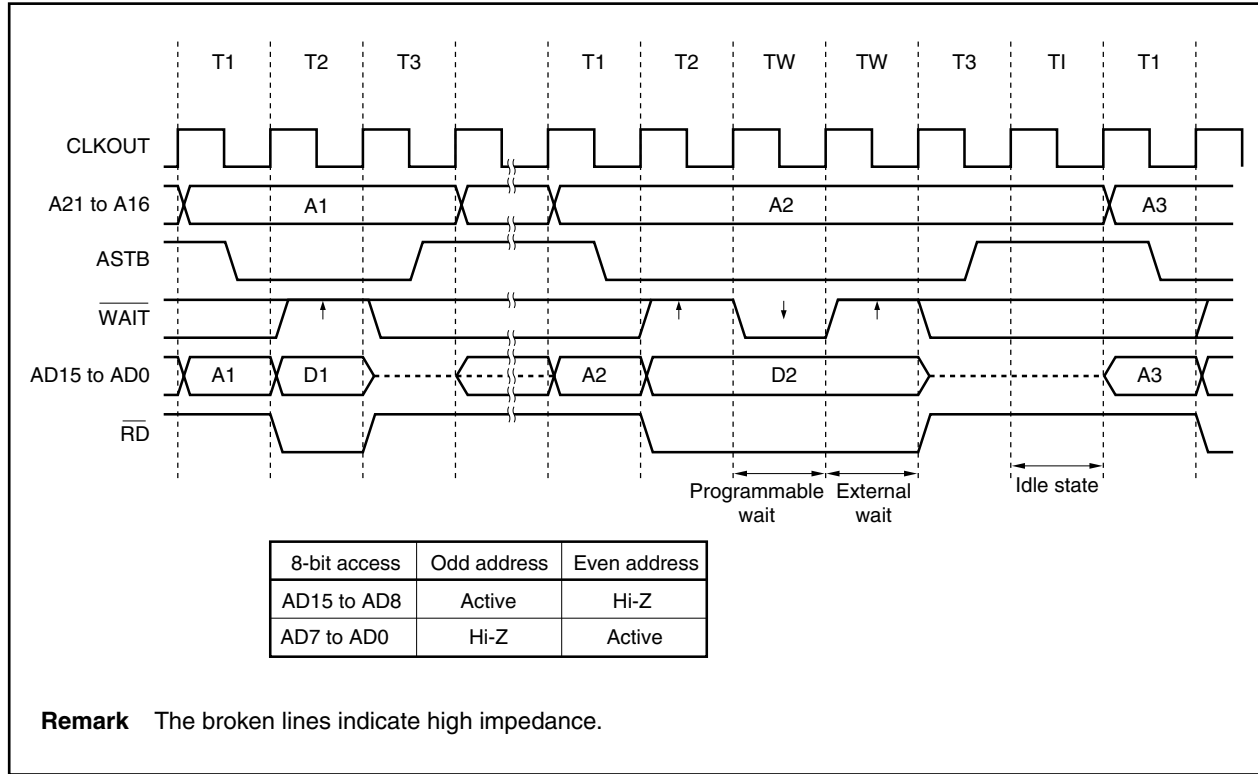 T1 T2 T3 T1 T2 TW TW T3 TI T1
CLKOUT
A21 to A16 A1 A2 A3
ASTB
WAIT
AD15 to AD0 A1 D1 A2 D2 A3
RD
Programmable wait
External wait
Idle state
8-bit access Odd address Even address
AD15 to AD8 Active Hi-Z
AD7 to AD0 Hi-Z Active
Remark The broken lines indicate high impedance.